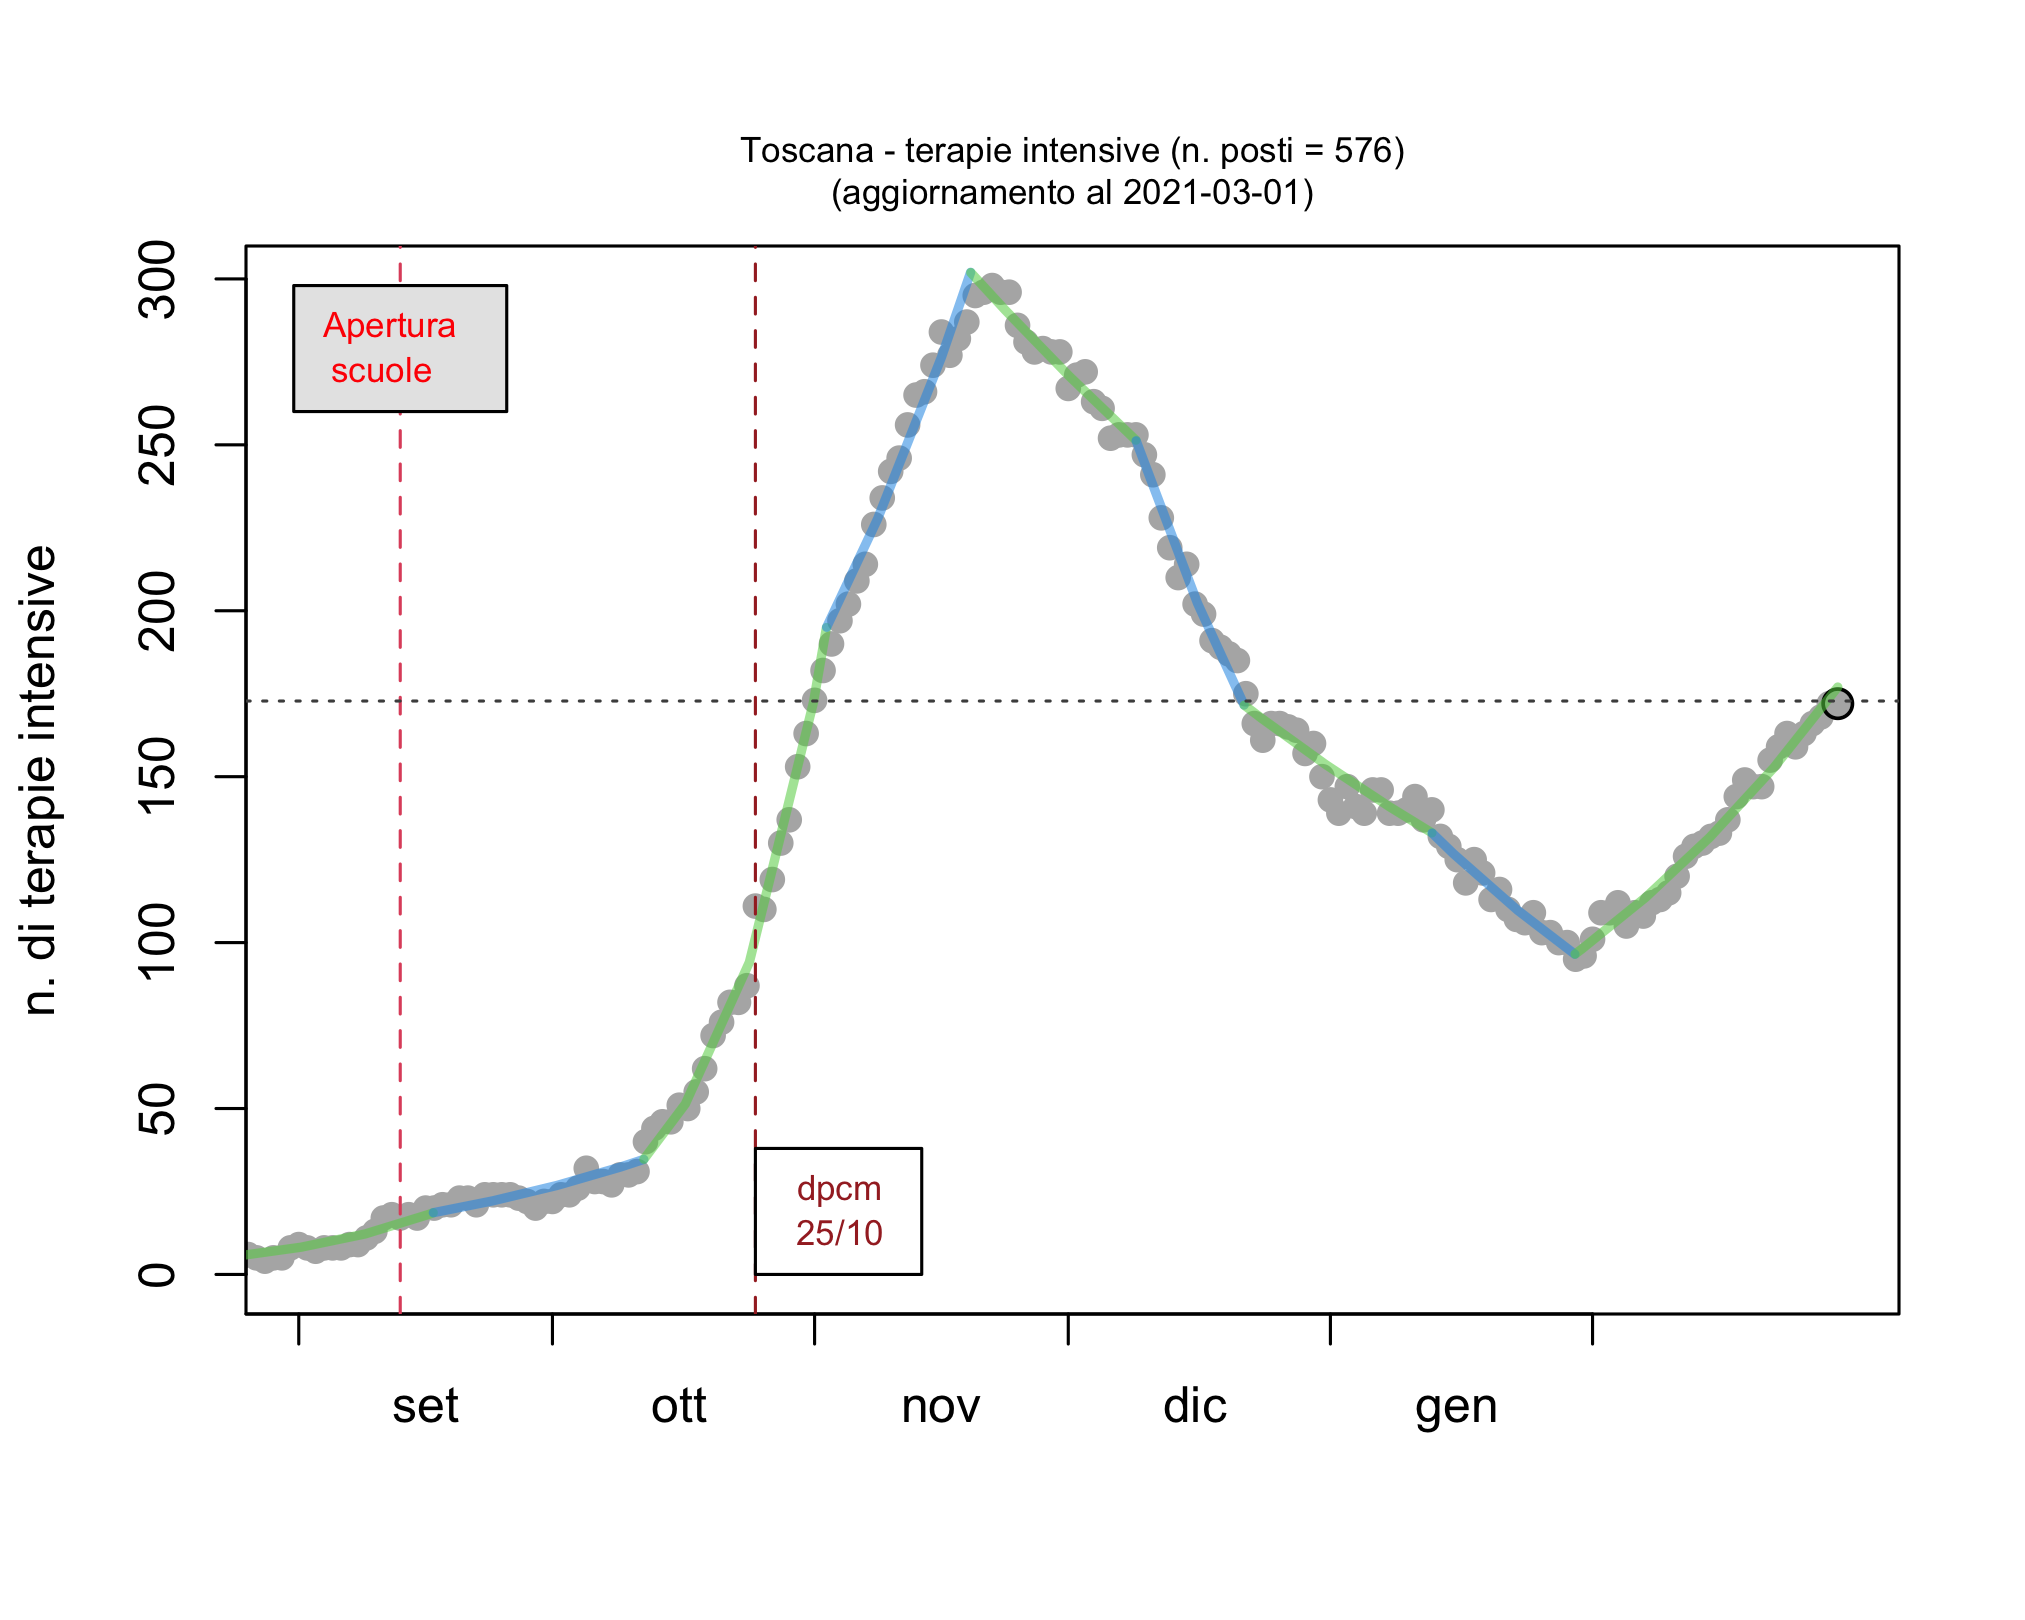 Toscana - terapie intensive (n. posti = 576)
(aggiornamento al 2021-03-01)
n. di terapie intensive
300
250
200
150
100
50
0
Apertura
scuole
dpcm
25/10
set
ott
nov
dic
gen